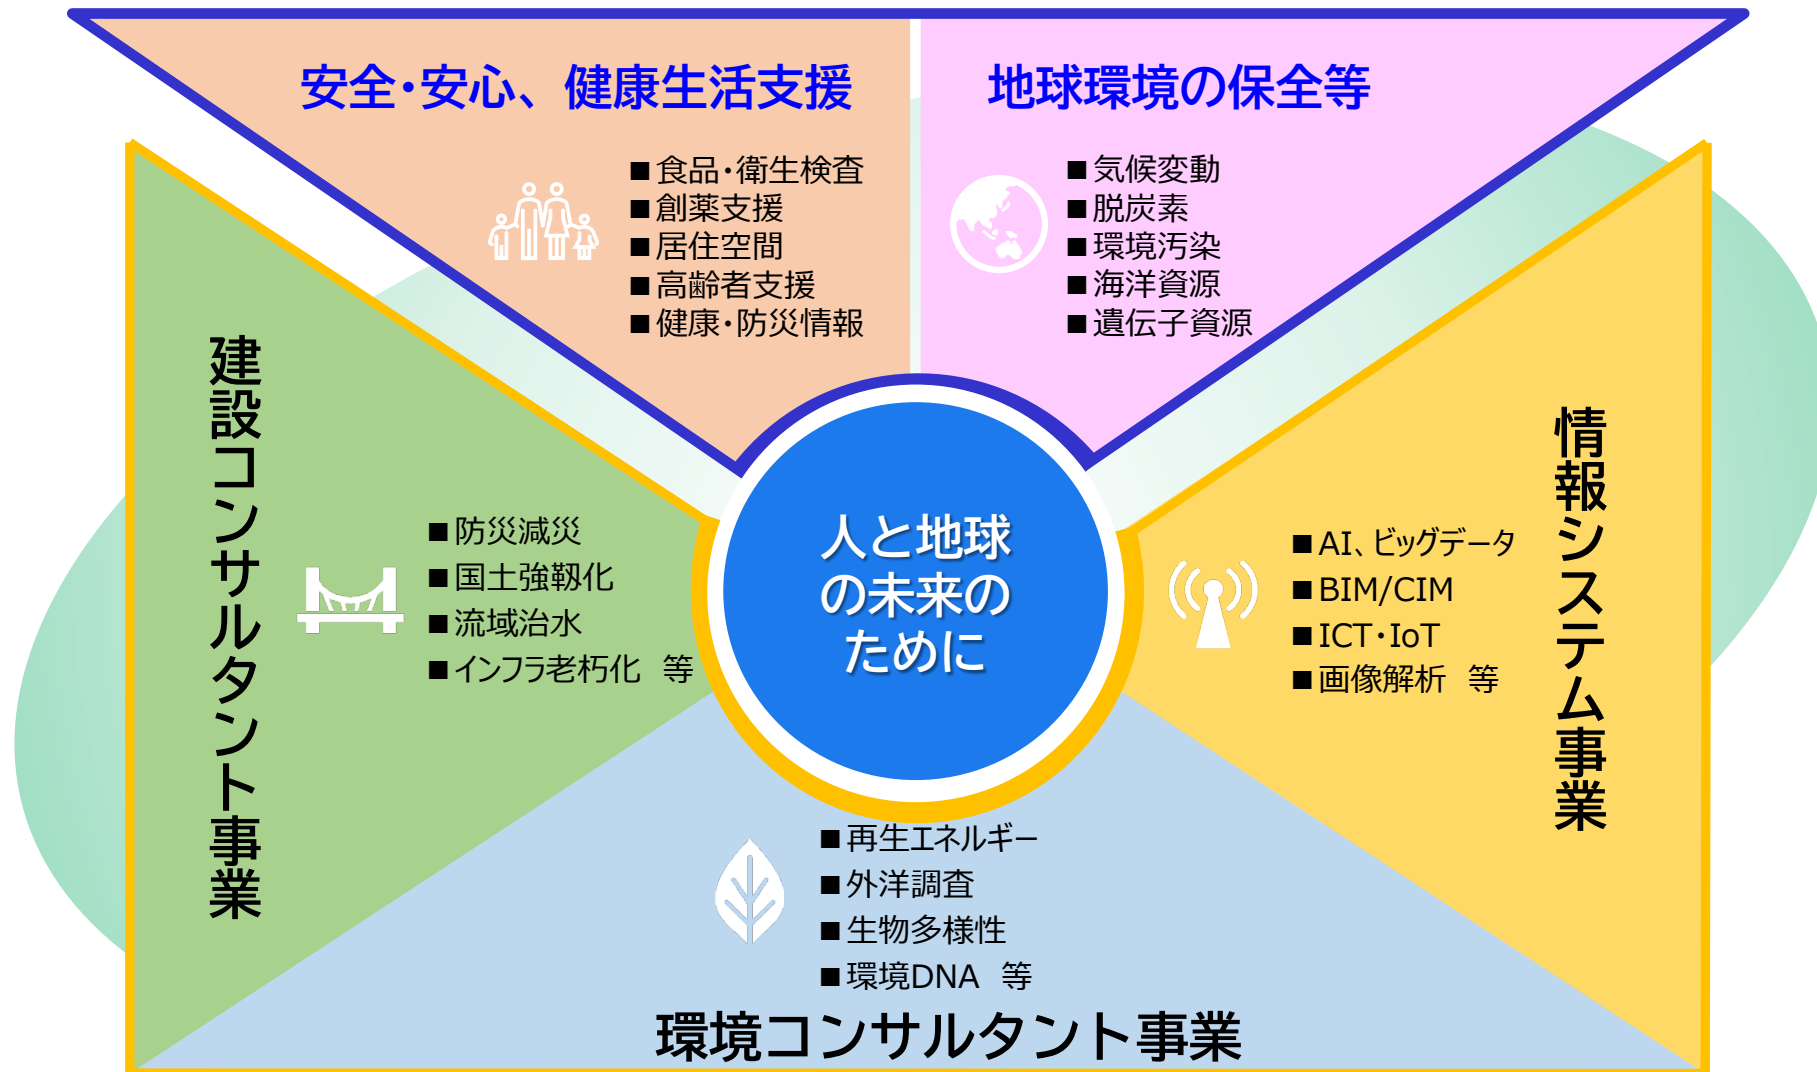 安全・安心、健康生活支援
■食品・衛生検査
■創薬支援
■居住空間
■高齢者支援
■健康・防災情報
地球環境の保全等
■気候変動
■脱炭素
■環境汚染
■海洋資源
■遺伝子資源
建設コンサルタント事業
■防災減災
■国土強靱化
■流域治水
■インフラ老朽化　等
人と地球
の未来の
ために
■AI、ビッグデータ
■BIM/CIM
■ICT・IoT
■画像解析　等
情報システム事業
■再生エネルギー
■外洋調査
■生物多様性
■環境DNA　等
環境コンサルタント事業